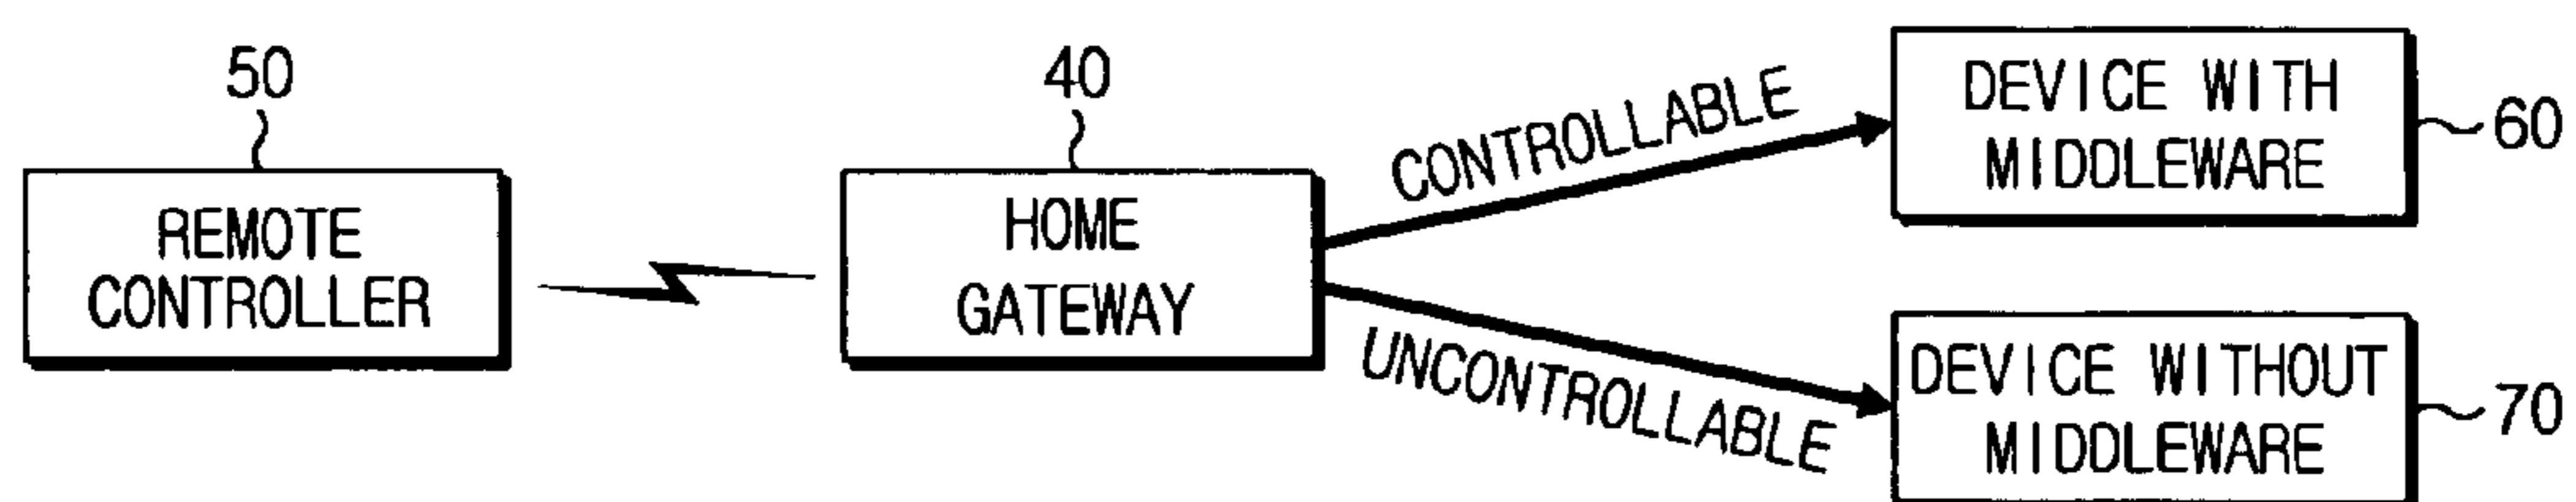 50
REMOTE
CONTROLLER
40
HOME
GATEWAY
CONTROLLABLE
UNCONTROLLABLE
DEVICE WITH
MIDDLEWARE
60
DEVICE WITHOUT
MIDDLEWARE
70